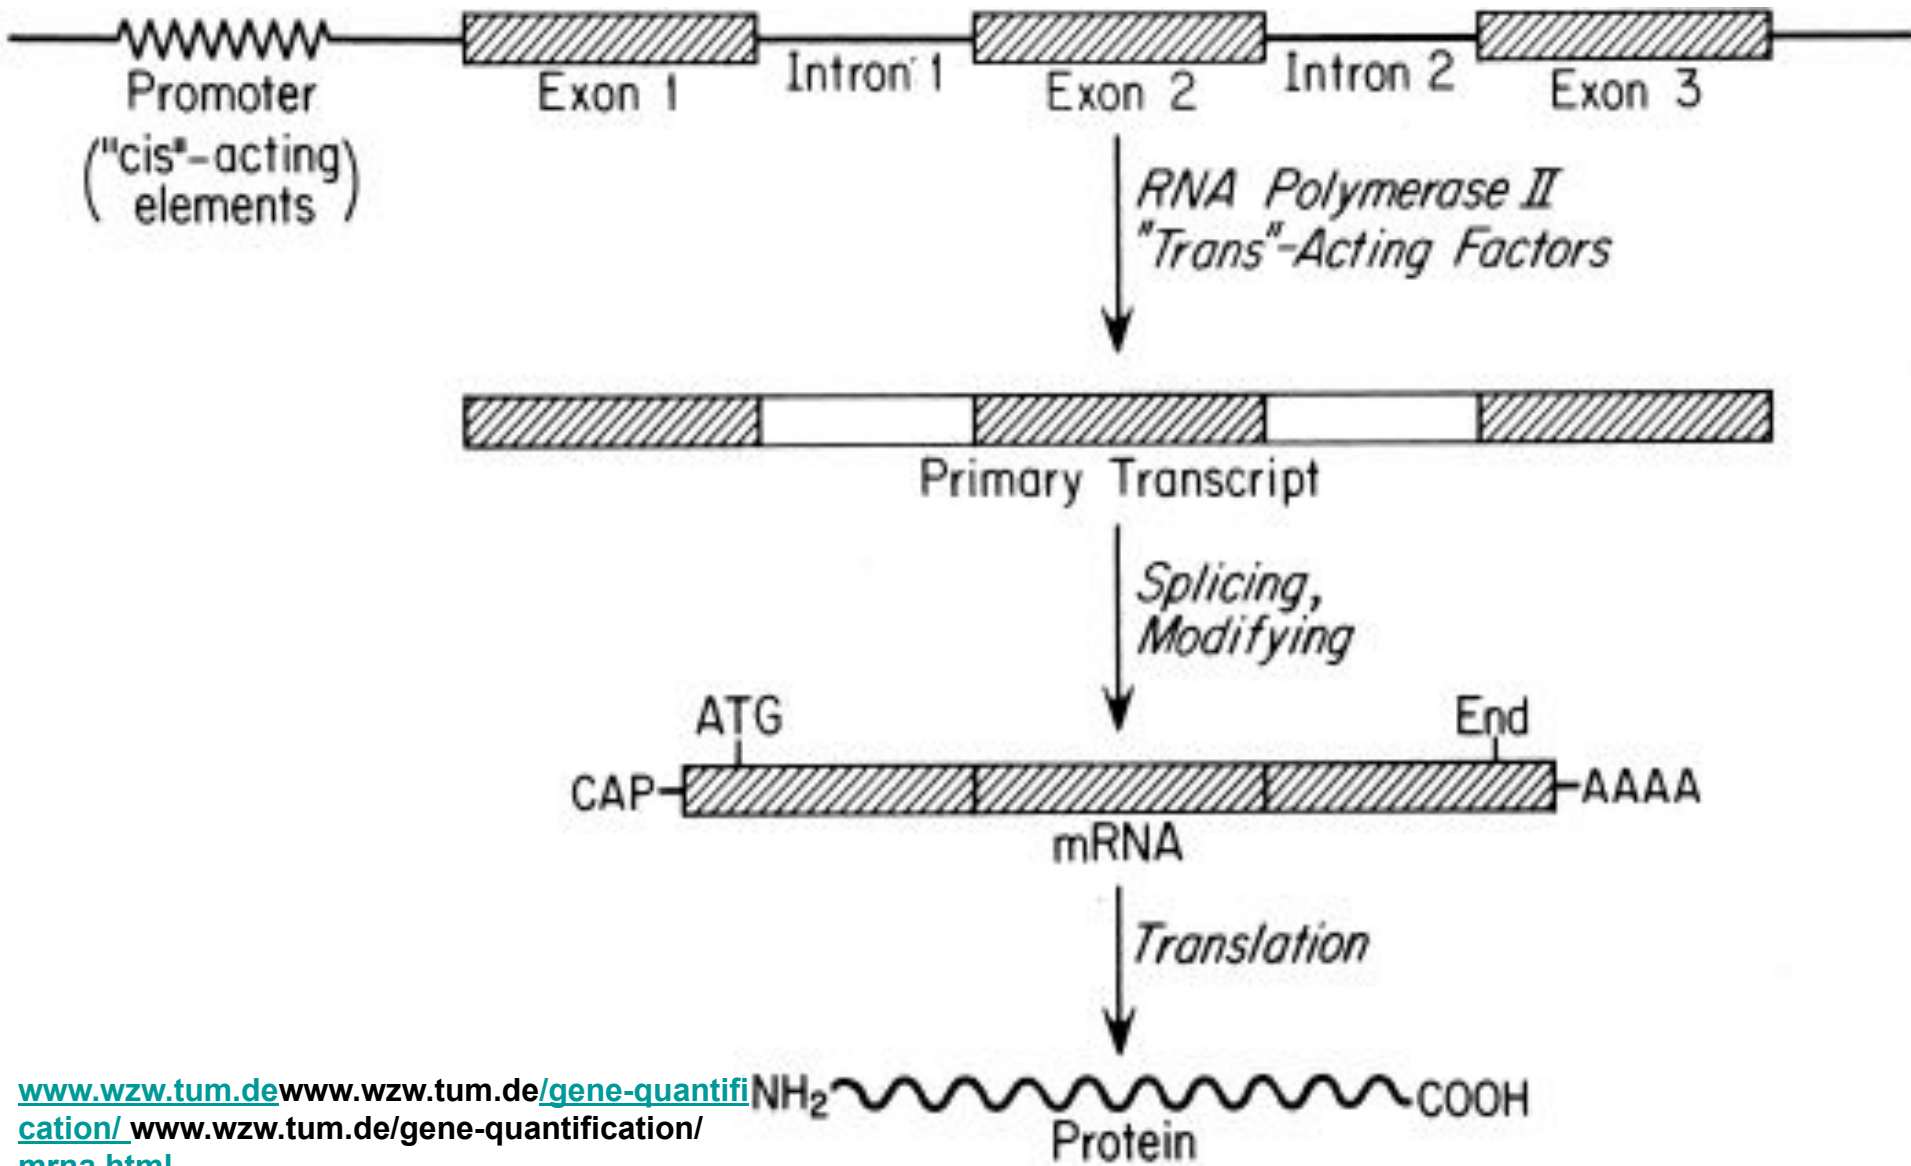 Promoter
("cis"-acting
elements)
Exon 1
Intron 1
Exon 2
Intron 2
Exon 3
RNA Polymerase II
"Trans"-Acting Factors
Primary Transcript
Splicing,
Modifying
ATG
End
CAP
AAAA
mRNA
Translation
NH2
COOH
Protein
www.wzw.tum.dewww.wzw.tum.de/gene-quantifi
cation/ www.wzw.tum.de/gene-quantification/
mrna.html